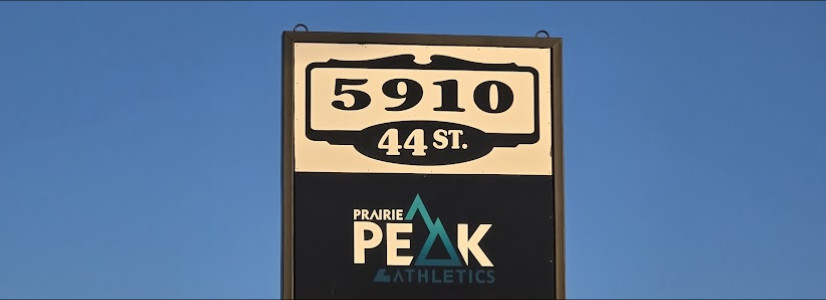 5910
44 ST.
PRAIRIE
PEAK
ATHLETICS